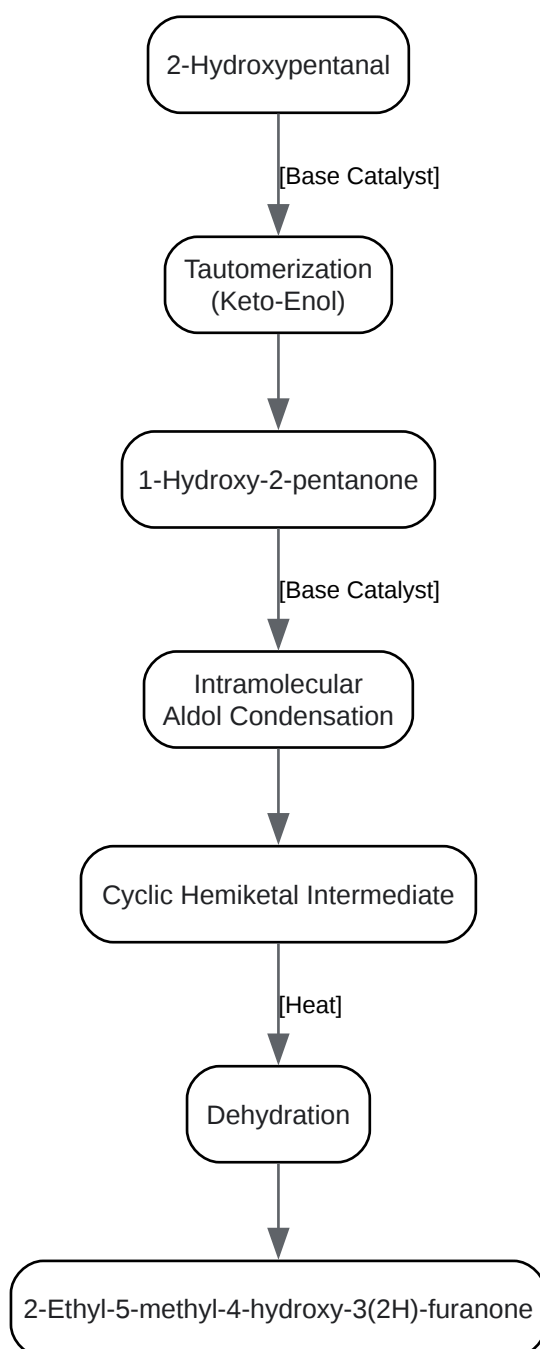 2-Hydroxypentanal
[Base Catalyst]
Tautomerization
(Keto-Enol)
1-Hydroxy-2-pentanone
[Base Catalyst]
Intramolecular
Aldol Condensation
Cyclic Hemiketal Intermediate
[Heat]
Dehydration
2-Ethyl-5-methyl-4-hydroxy-3(2H)-furanone